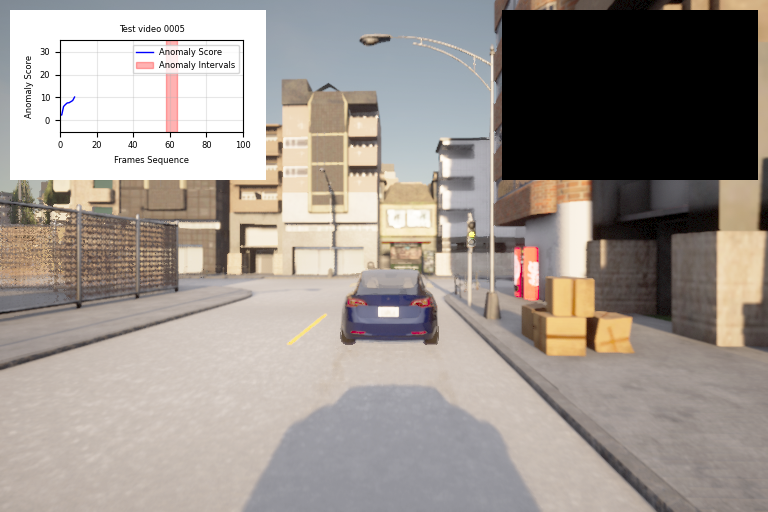 Test video 0005
Anomaly Score
Anomaly Intervals
Anomaly Score
30
20
10
0
0 20 40 60 80 100
Frames Sequence